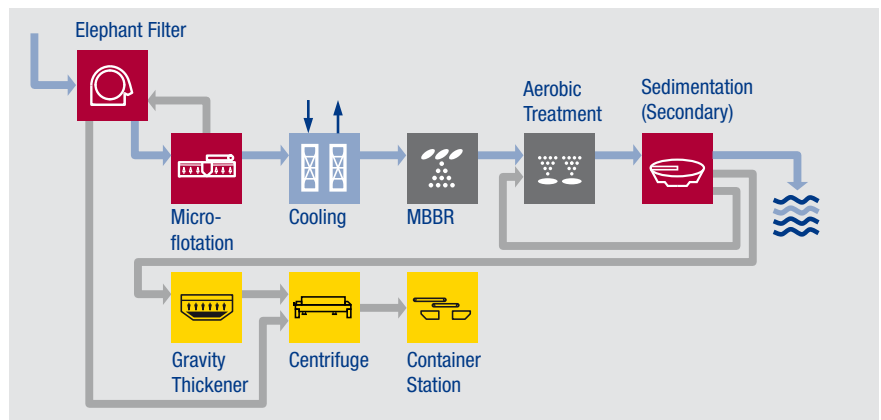 Elephant Filter
Aerobic
Treatment
Sedimentation
(Secondary)
Micro-
flotation
Cooling
MBBR
Gravity
Thickener
Centrifuge
Container
Station